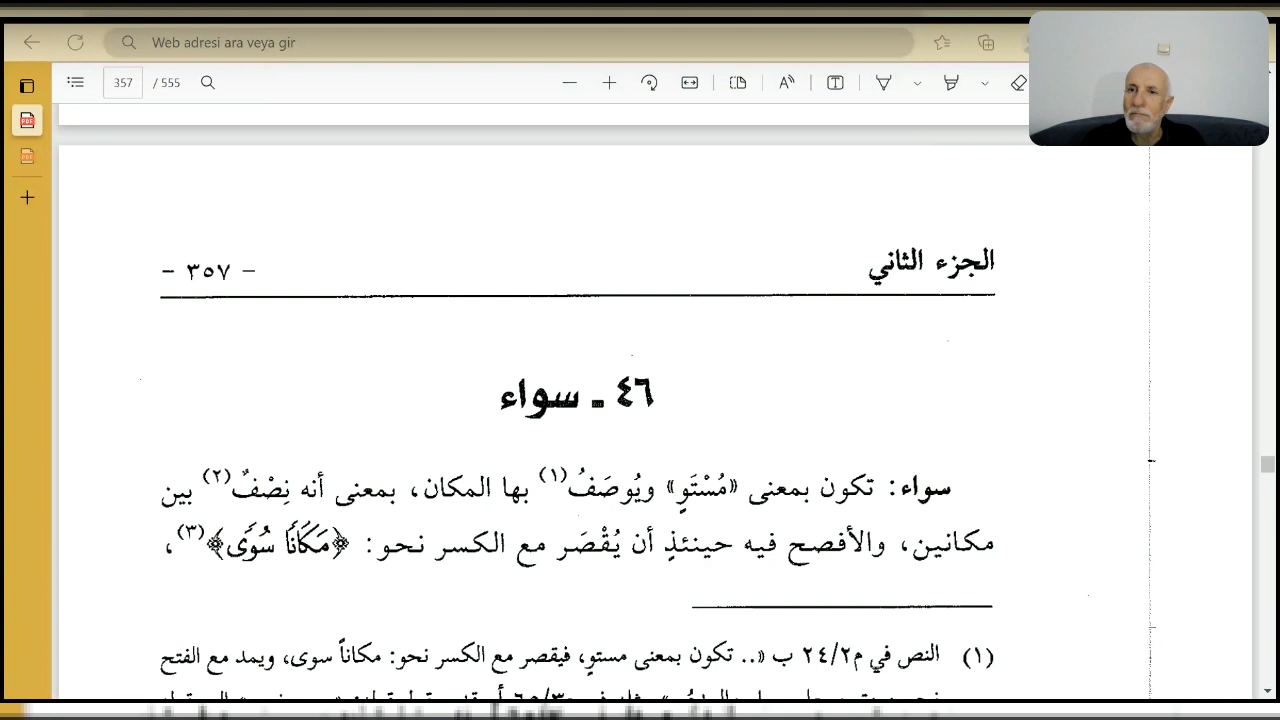 Web adresi ara veya gir
357 / 555
الجزء الثاني
- ٣٥٧ -
٤٦ ـ سواء
سواء: تكون بمعنى «مُسْتَوٍ» ويُوصَفُ(١) بها المكان، بمعنى أنه نِصْفٌ(٢) بين
مكانين، والأفصح فيه حينئذٍ أن يُقْصَر مع الكسر نحو: ﴿مَكَانًا سُوًى﴾(٣)،
(١) النص في م٢٤/٢ ب «.. تكون بمعنى مستوٍ، فيقصر مع الكسر نحو: مكاناً سوى، ويمد مع الفتح